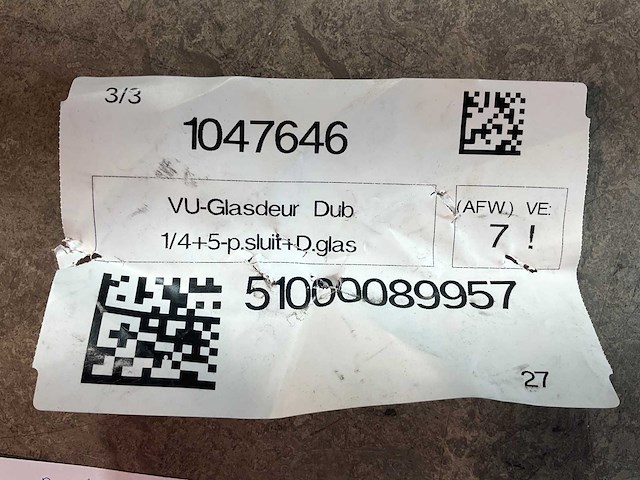 3/3
1047646
VU-Glasdeur Dub
1/4+5-p.sluit+D.glas
(AFW.) VE:
7 !
51000089957
27